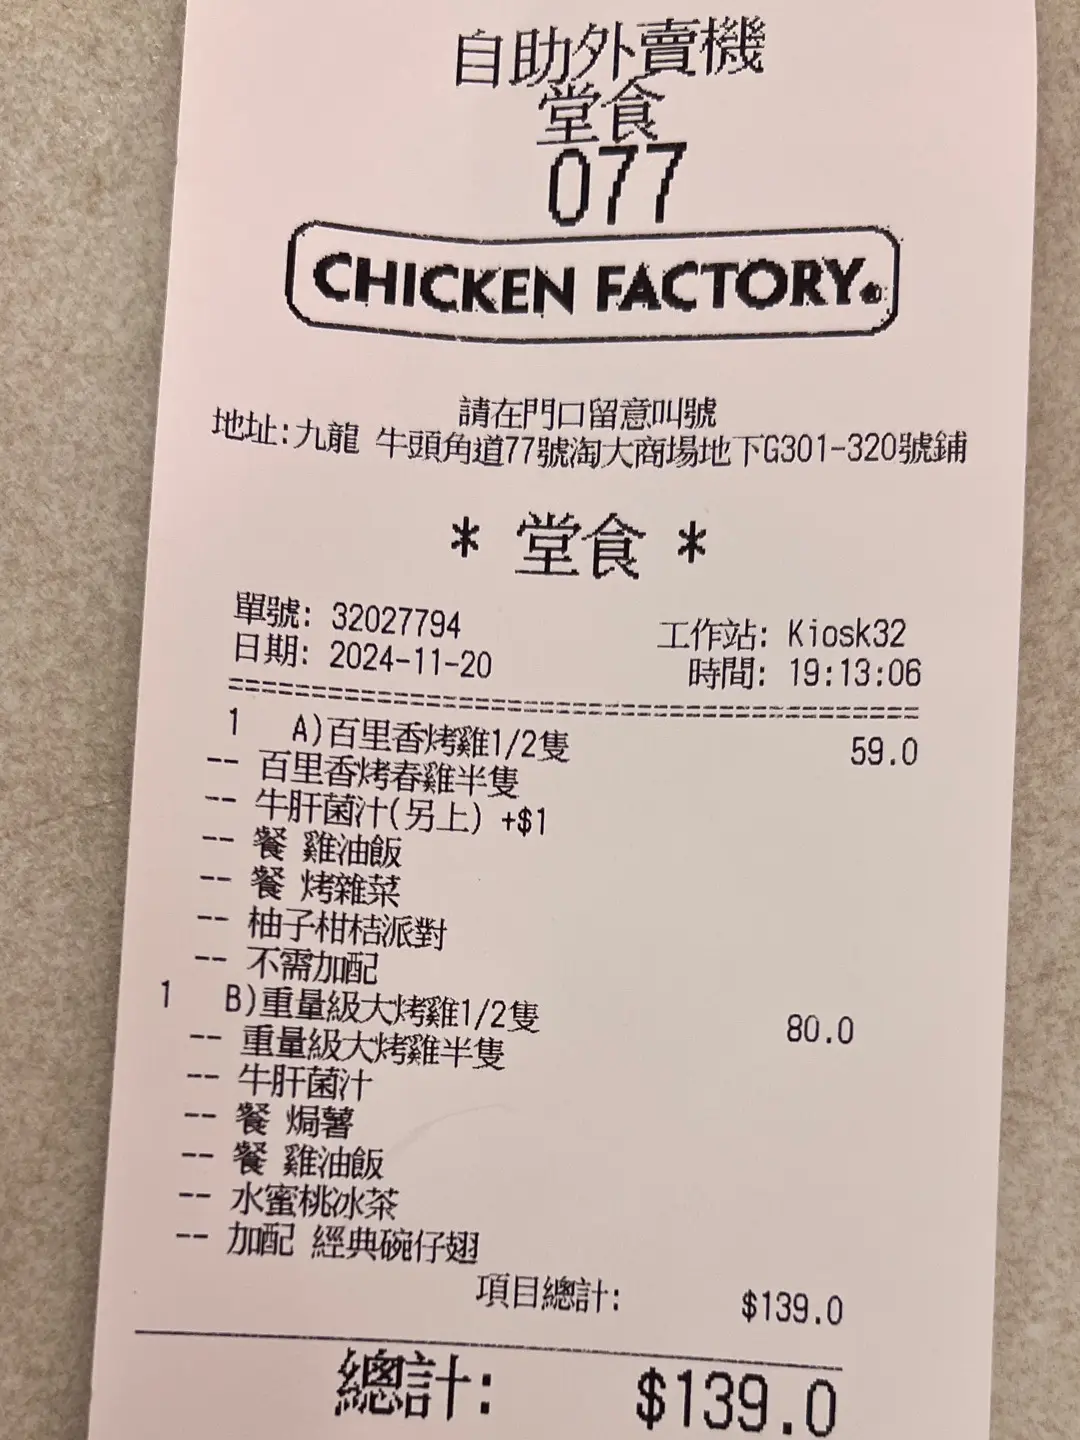 自助外賣機
堂食
077
CHICKEN FACTORY.
請在門口留意叫號
地址:九龍 牛頭角道77號淘大商場地下G301-320號鋪
* 堂食 *
單號: 32027794 工作站: Kiosk32
日期: 2024-11-20 時間: 19:13:06
==========================================
1 A)百里香烤雞1/2隻 59.0
-- 百里香烤春雞半隻
-- 牛肝菌汁(另上) +$1
-- 餐 雞油飯
-- 餐 烤雜菜
-- 柚子柑桔派對
-- 不需加配
1 B)重量級大烤雞1/2隻 80.0
-- 重量級大烤雞半隻
-- 牛肝菌汁
-- 餐 焗薯
-- 餐 雞油飯
-- 水蜜桃冰茶
-- 加配 經典碗仔翅
項目總計: $139.0
總計: $139.0